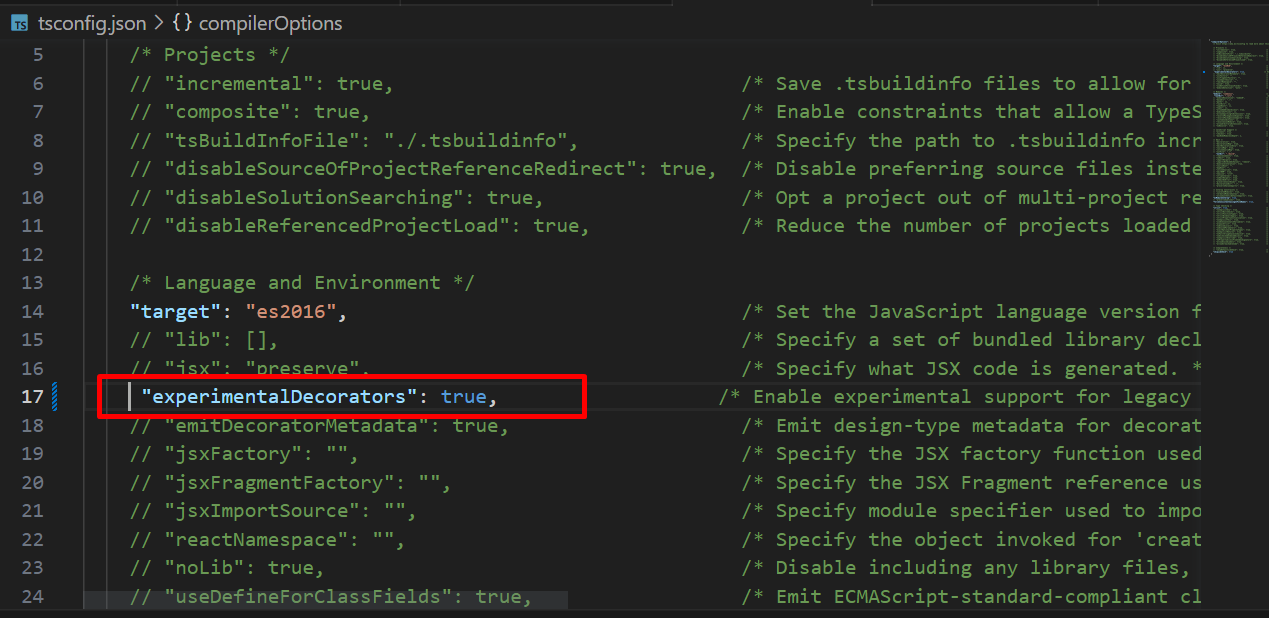 TS tsconfig.json > {} compilerOptions
5 /* Projects */
6 // "incremental": true, /* Save .tsbuildinfo files to allow for
7 // "composite": true, /* Enable constraints that allow a TypeS
8 // "tsBuildInfoFile": "./.tsbuildinfo", /* Specify the path to .tsbuildinfo incr
9 // "disableSourceOfProjectReferenceRedirect": true, /* Disable preferring source files inste
10 // "disableSolutionSearching": true, /* Opt a project out of multi-project re
11 // "disableReferencedProjectLoad": true, /* Reduce the number of projects loaded
12
13 /* Language and Environment */
14 "target": "es2016", /* Set the JavaScript language version f
15 // "lib": [], /* Specify a set of bundled library decl
16 // "jsx": "preserve", /* Specify what JSX code is generated. *
17 "experimentalDecorators": true, /* Enable experimental support for legacy
18 // "emitDecoratorMetadata": true, /* Emit design-type metadata for decorat
19 // "jsxFactory": "", /* Specify the JSX factory function used
20 // "jsxFragmentFactory": "", /* Specify the JSX Fragment reference us
21 // "jsxImportSource": "", /* Specify module specifier used to impo
22 // "reactNamespace": "", /* Specify the object invoked for 'creat
23 // "noLib": true, /* Disable including any library files,
24 // "useDefineForClassFields": true, /* Emit ECMAScript-standard-compliant cl